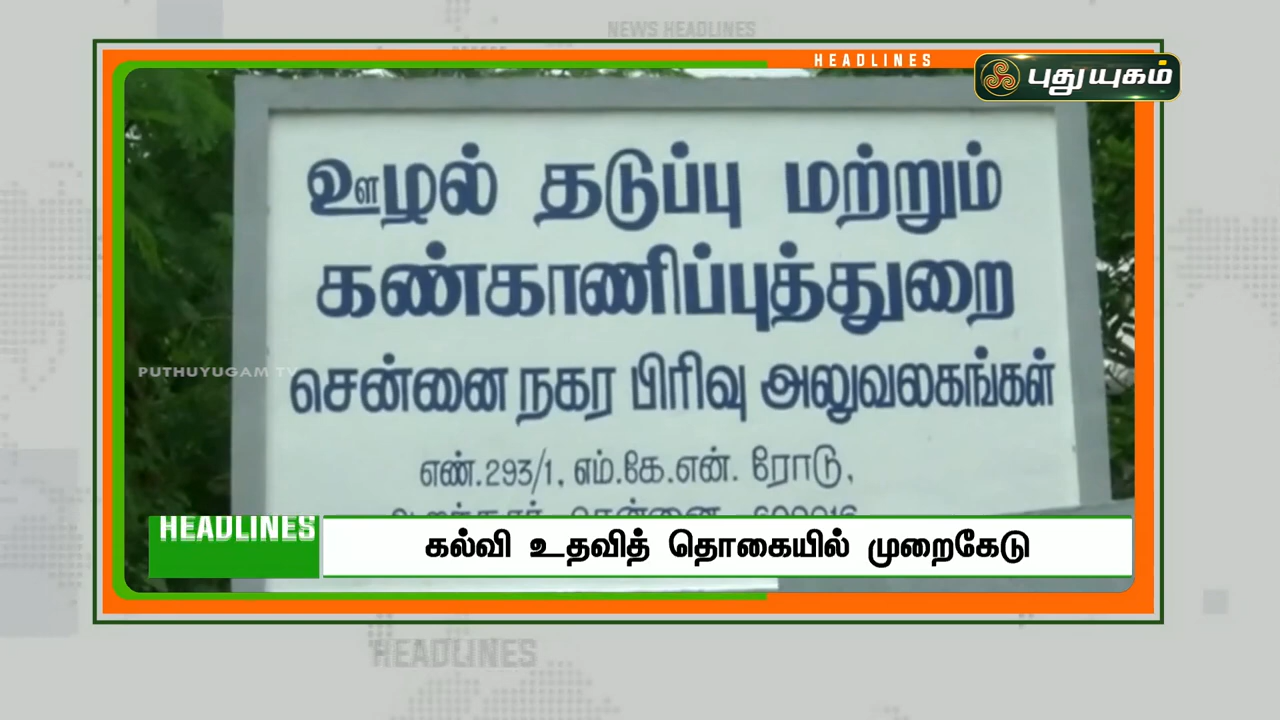 NEWS HEADLINES
HEADLINES
புதுயுகம்
ஊழல் தடுப்பு மற்றும்
கண்காணிப்புத்துறை
PUTHUYUGAM TV
சென்னை நகர பிரிவு அலுவலகங்கள்
எண்.293/1, எம்.கே.என். ரோடு,
சென்னை 600016
HEADLINES
கல்வி உதவித் தொகையில் முறைகேடு
HEADLINES